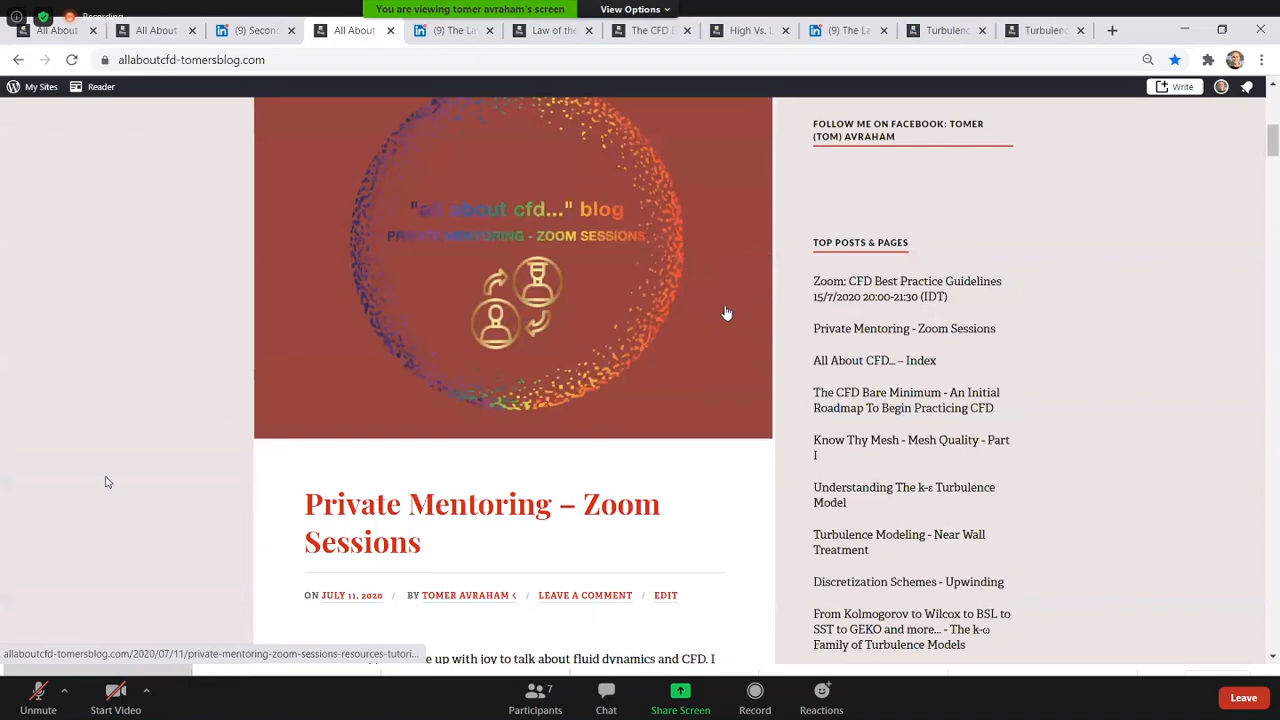 Recording
You are viewing tomer avraham's screen
View Options
All About
All About
(9) Second
All About
(9) The La
Law of the
The CFD B
High Vs. L
(9) The La
Turbulenc
Turbulenc
allaboutcfd-tomersblog.com
My Sites
Reader
Write
"all about cfd..." blog
PRIVATE MENTORING - ZOOM SESSIONS
Private Mentoring – Zoom
Sessions
ON JULY 11, 2020 / BY TOMER AVRAHAM < / LEAVE A COMMENT / EDIT
e up with joy to talk about fluid dynamics and CFD. I
FOLLOW ME ON FACEBOOK: TOMER
(TOM) AVRAHAM
TOP POSTS & PAGES
Zoom: CFD Best Practice Guidelines
15/7/2020 20:00-21:30 (IDT)
Private Mentoring - Zoom Sessions
All About CFD... – Index
The CFD Bare Minimum - An Initial
Roadmap To Begin Practicing CFD
Know Thy Mesh - Mesh Quality - Part
I
Understanding The k-ε Turbulence
Model
Turbulence Modeling - Near Wall
Treatment
Discretization Schemes - Upwinding
From Kolmogorov to Wilcox to BSL to
SST to GEKO and more... - The k-ω
Family of Turbulence Models
allaboutcfd-tomersblog.com/2020/07/11/private-mentoring-zoom-sessions-resources-tutori...
Unmute
Start Video
7
Participants
Chat
Share Screen
Record
Reactions
Leave